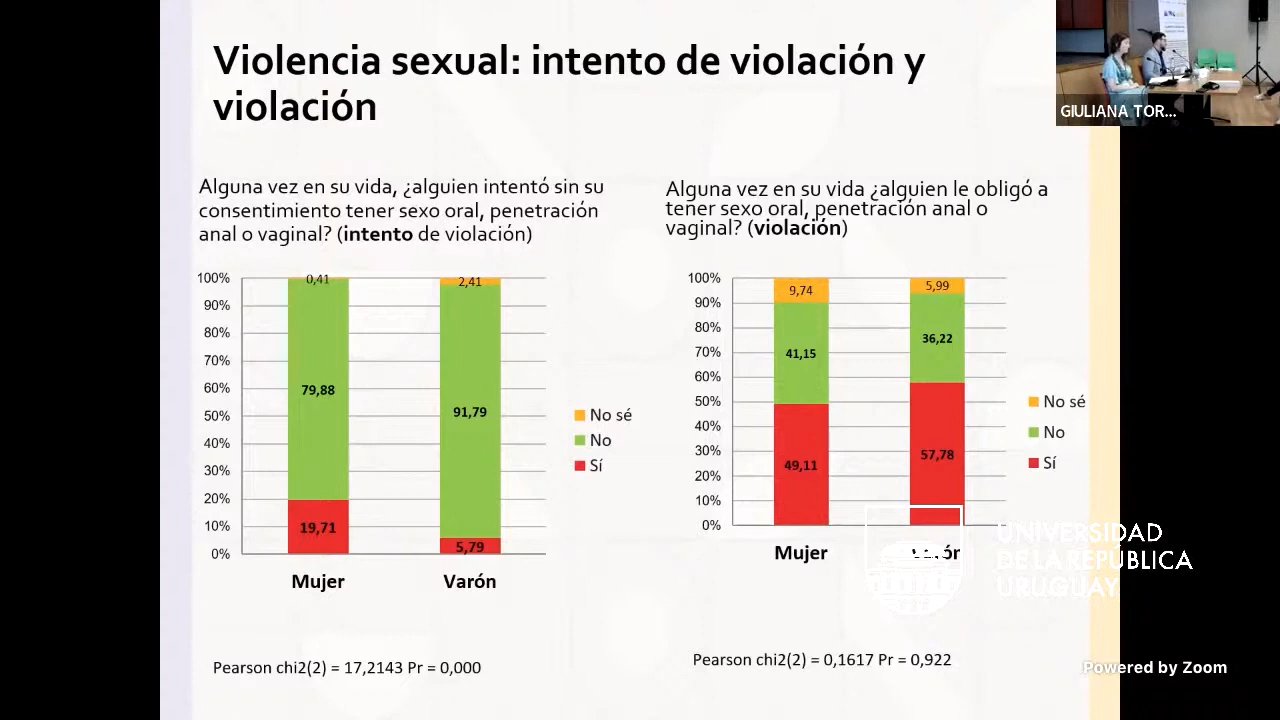 Violencia sexual: intento de violación y
violación
GIULIANA TOR...
Alguna vez en su vida, ¿alguien intentó sin su
consentimiento tener sexo oral, penetración
anal o vaginal? (intento de violación)
100%
90%
80%
70%
60%
50%
40%
30%
20%
10%
0%
0,41
79,88
19,71
2,41
91,79
5,79
Mujer
Varón
No sé
No
Sí
Pearson chi2(2) = 17,2143 Pr = 0,000
Alguna vez en su vida ¿alguien le obligó a
tener sexo oral, penetración anal o
vaginal? (violación)
100%
90%
80%
70%
60%
50%
40%
30%
20%
10%
0%
9,74
41,15
49,11
5,99
36,22
57,78
Mujer
No sé
No
Sí
Pearson chi2(2) = 0,1617 Pr = 0,922
UNIVERSIDAD
DE LA REPÚBLICA
URUGUAY
Powered by Zoom